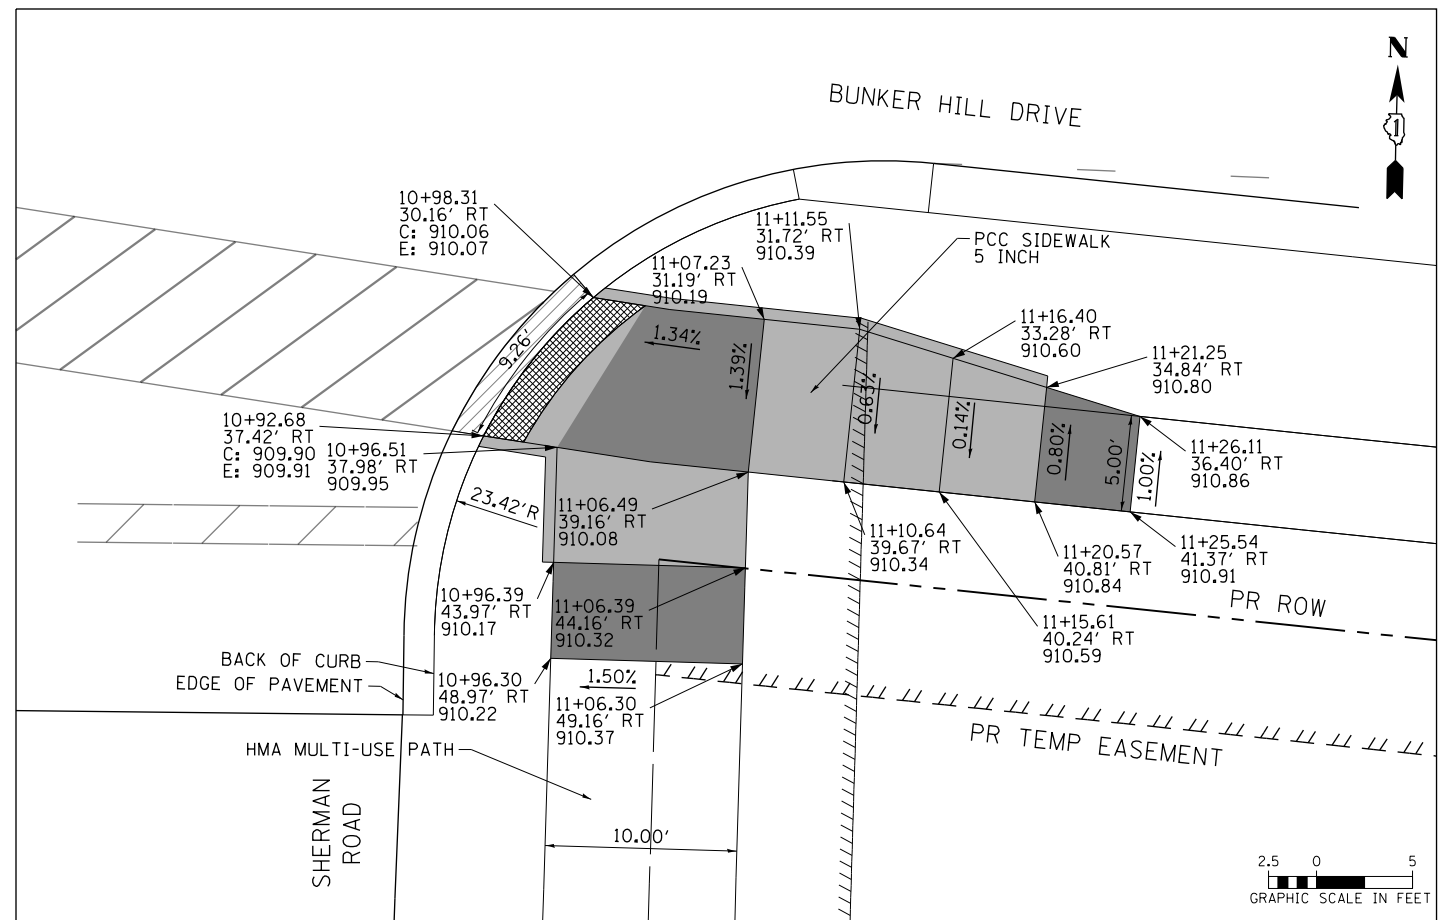 N
BUNKER HILL DRIVE
10+98.31
30.16' RT
C: 910.06
E: 910.07
11+11.55
31.72' RT
910.39
PCC SIDEWALK
5 INCH
11+07.23
31.19' RT
910.19
11+16.40
33.28' RT
910.60
11+21.25
34.84' RT
910.80
9.26'
1.34%
1.39%
0.63%
0.14%
0.80%
5.00'
1.00%
10+92.68
37.42' RT
C: 909.90
E: 909.91
10+96.51
37.98' RT
909.95
11+26.11
36.40' RT
910.86
23.42'R
11+06.49
39.16' RT
910.08
11+10.64
39.67' RT
910.34
11+20.57
40.81' RT
910.84
11+25.54
41.37' RT
910.91
10+96.39
43.97' RT
910.17
11+06.39
44.16' RT
910.32
PR ROW
11+15.61
40.24' RT
910.59
BACK OF CURB
EDGE OF PAVEMENT
10+96.30
48.97' RT
910.22
1.50%
11+06.30
49.16' RT
910.37
PR TEMP EASEMENT
HMA MULTI-USE PATH
SHERMAN
ROAD
10.00'
2.5 0 5
GRAPHIC SCALE IN FEET